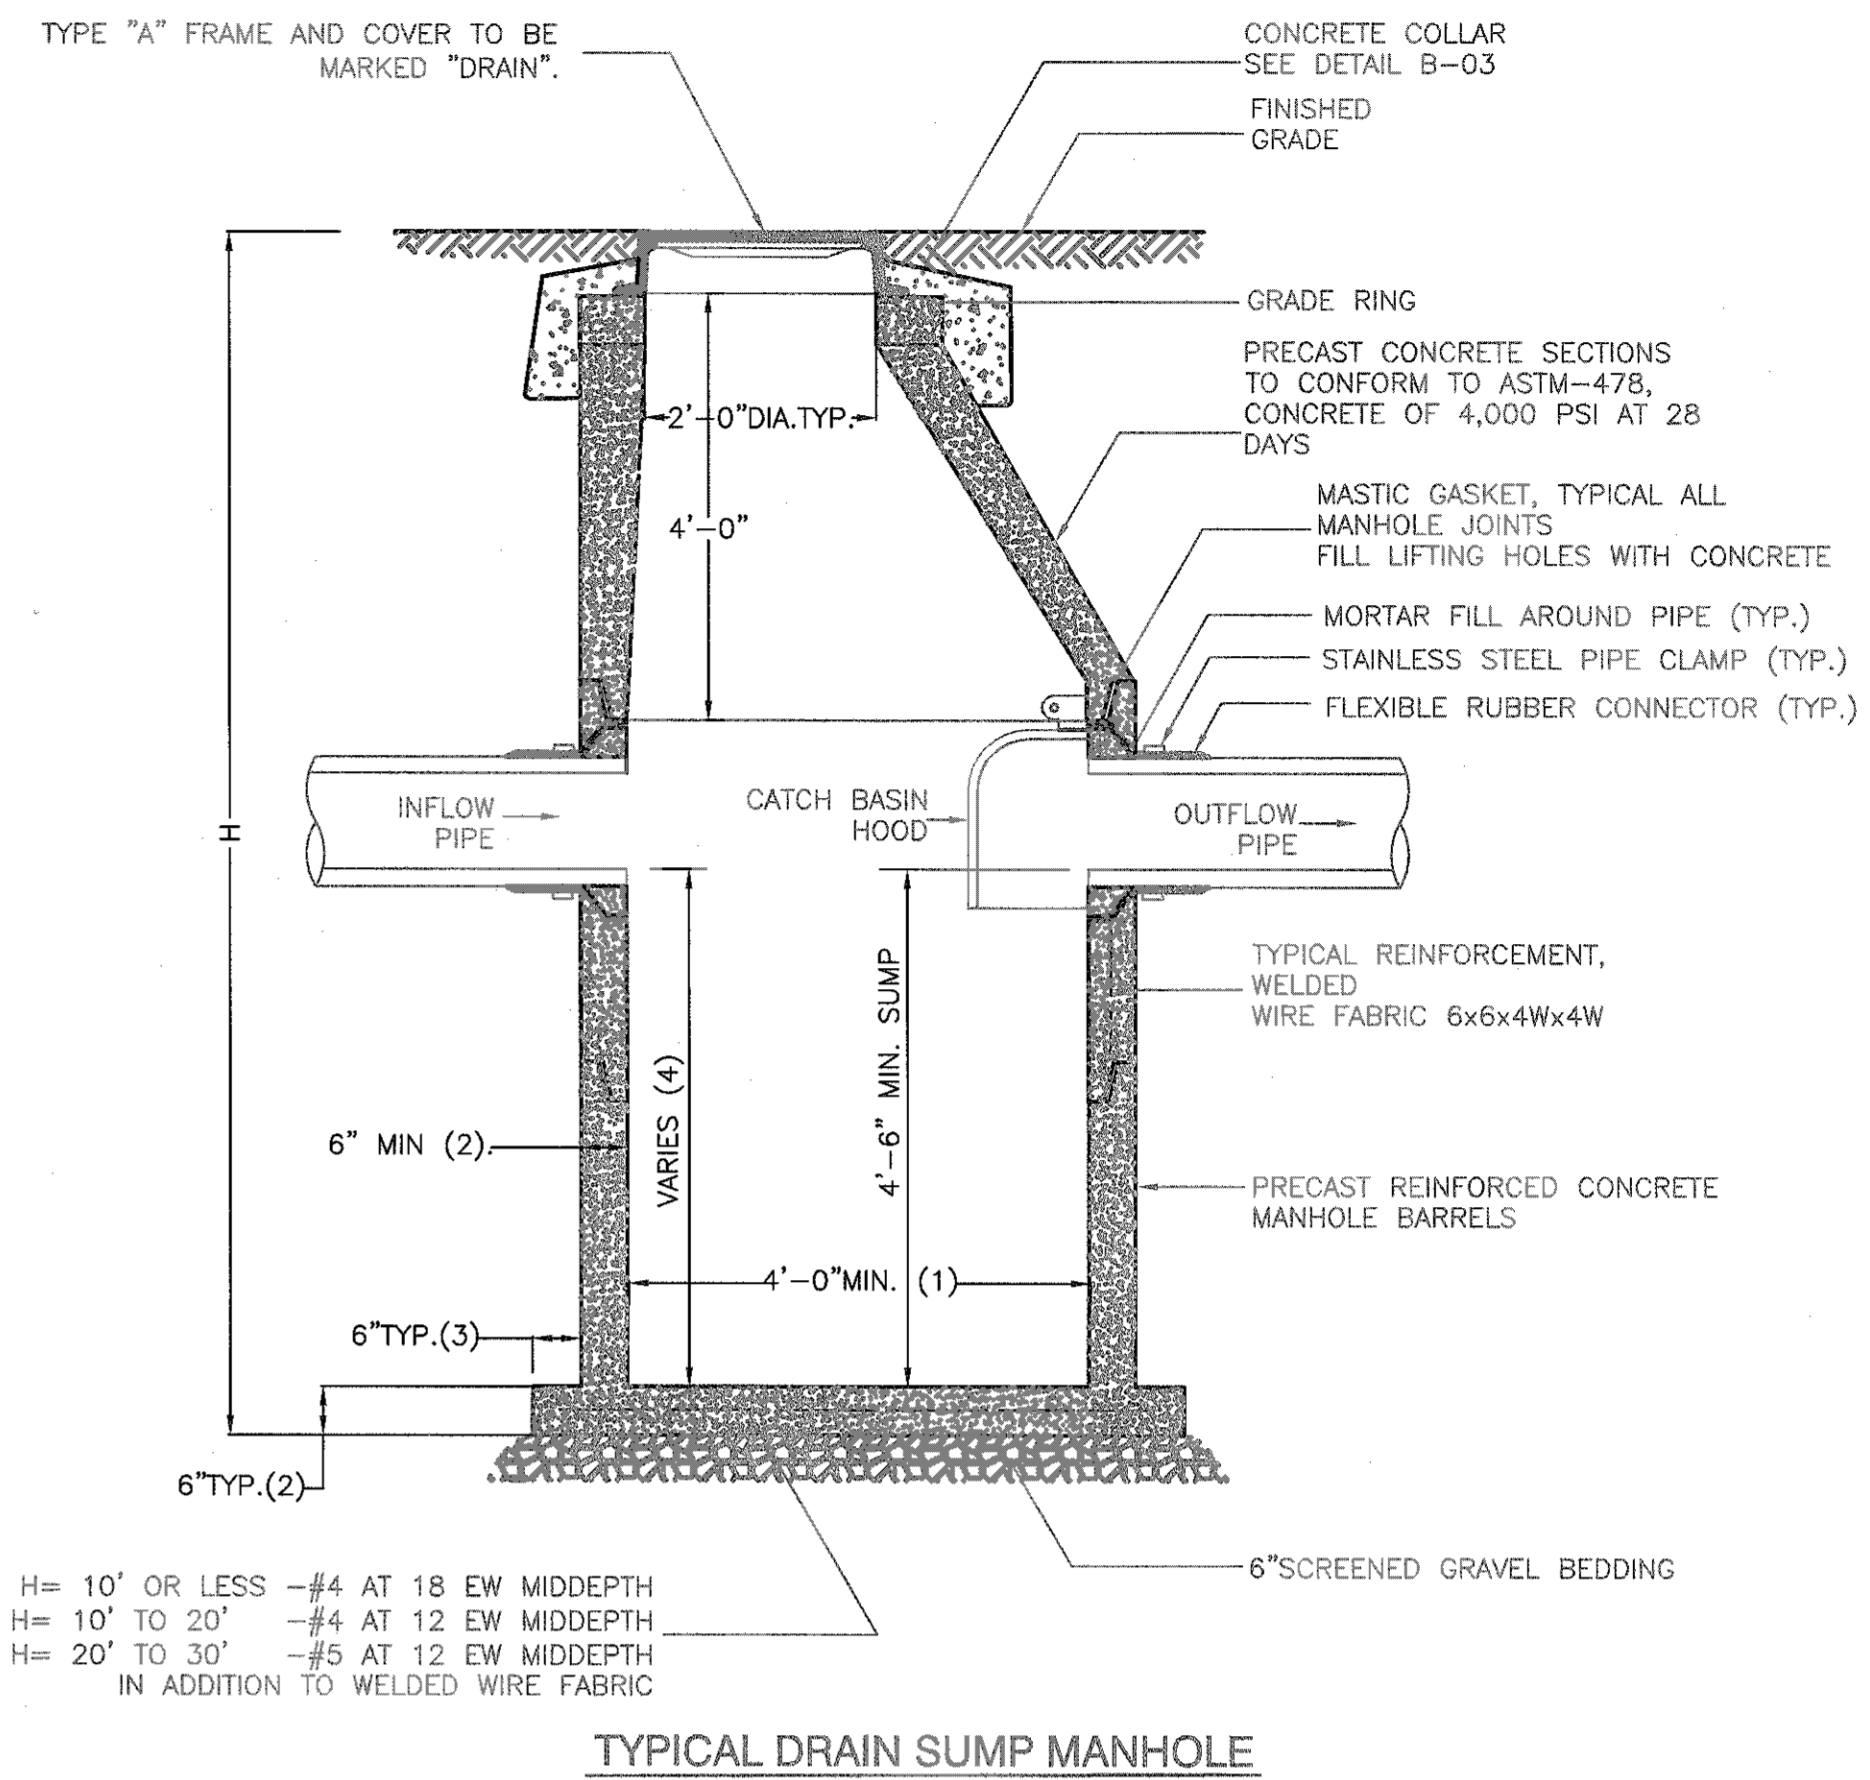 TYPE "A" FRAME AND COVER TO BE
MARKED "DRAIN".
CONCRETE COLLAR
SEE DETAIL B-03
FINISHED
GRADE
GRADE RING
PRECAST CONCRETE SECTIONS
TO CONFORM TO ASTM-478,
CONCRETE OF 4,000 PSI AT 28
DAYS
2'-0"DIA.TYP.
4'-0"
MASTIC GASKET, TYPICAL ALL
MANHOLE JOINTS
FILL LIFTING HOLES WITH CONCRETE
MORTAR FILL AROUND PIPE (TYP.)
STAINLESS STEEL PIPE CLAMP (TYP.)
FLEXIBLE RUBBER CONNECTOR (TYP.)
H
INFLOW
PIPE
CATCH BASIN
HOOD
OUTFLOW
PIPE
TYPICAL REINFORCEMENT,
WELDED
WIRE FABRIC 6x6x4Wx4W
VARIES (4)
4'-6" MIN. SUMP
6" MIN (2).
PRECAST REINFORCED CONCRETE
MANHOLE BARRELS
4'-0"MIN. (1)
6"TYP.(3)
6"TYP.(2)
6"SCREENED GRAVEL BEDDING
H= 10' OR LESS -#4 AT 18 EW MIDDEPTH
H= 10' TO 20' -#4 AT 12 EW MIDDEPTH
H= 20' TO 30' -#5 AT 12 EW MIDDEPTH
IN ADDITION TO WELDED WIRE FABRIC
TYPICAL DRAIN SUMP MANHOLE